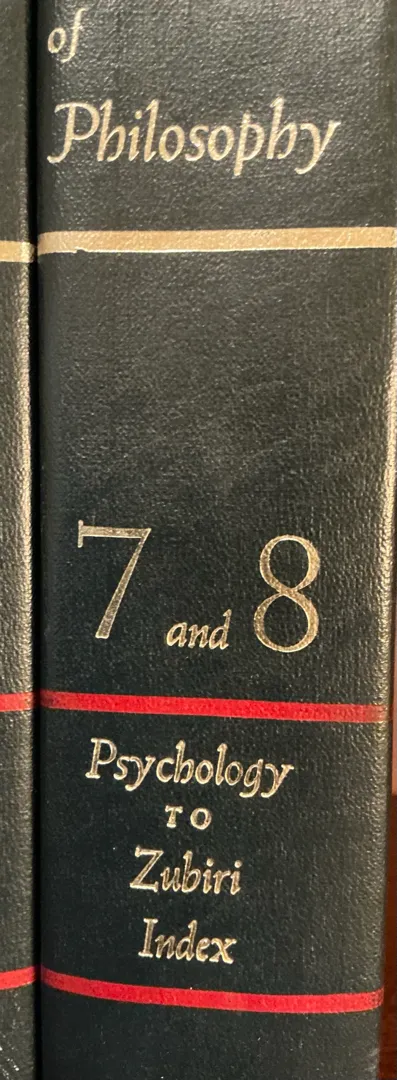 of
Philosophy
7 and 8
Psychology
TO
Zubiri
Index